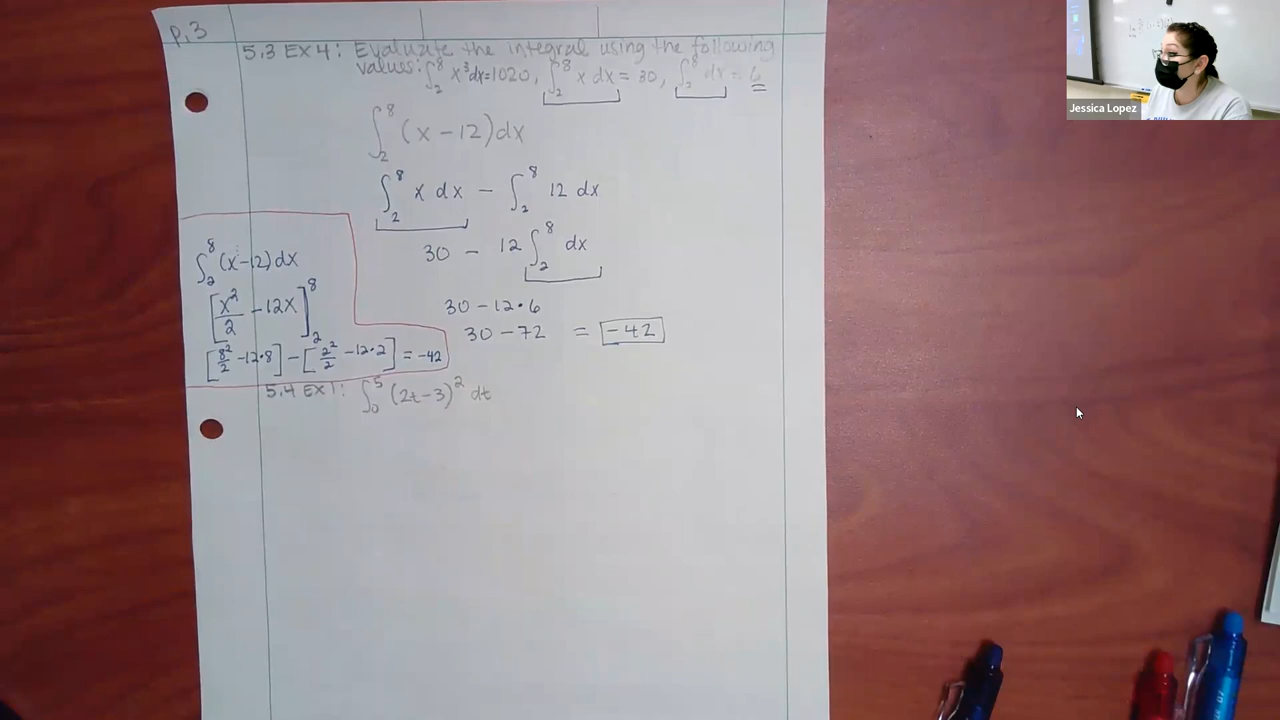 P.3
5.3 EX 4: Evaluate the integral using the following
values: ∫₂⁸ x³dx=1020, ∫₂⁸ x dx = 30, ∫₂⁸ dx = 6
∫₂⁸ (x-12)dx
∫₂⁸ x dx - ∫₂⁸ 12 dx
30 - 12 ∫₂⁸ dx
30 - 12•6
30 - 72 = -42
∫₂⁸ (x-12)dx
[x²/2 - 12x]₂⁸
[8²/2 - 12•8] - [2²/2 - 12•2] = -42
5.4 EX 1: ∫₀⁵ (2t-3)² dt
Jessica Lopez